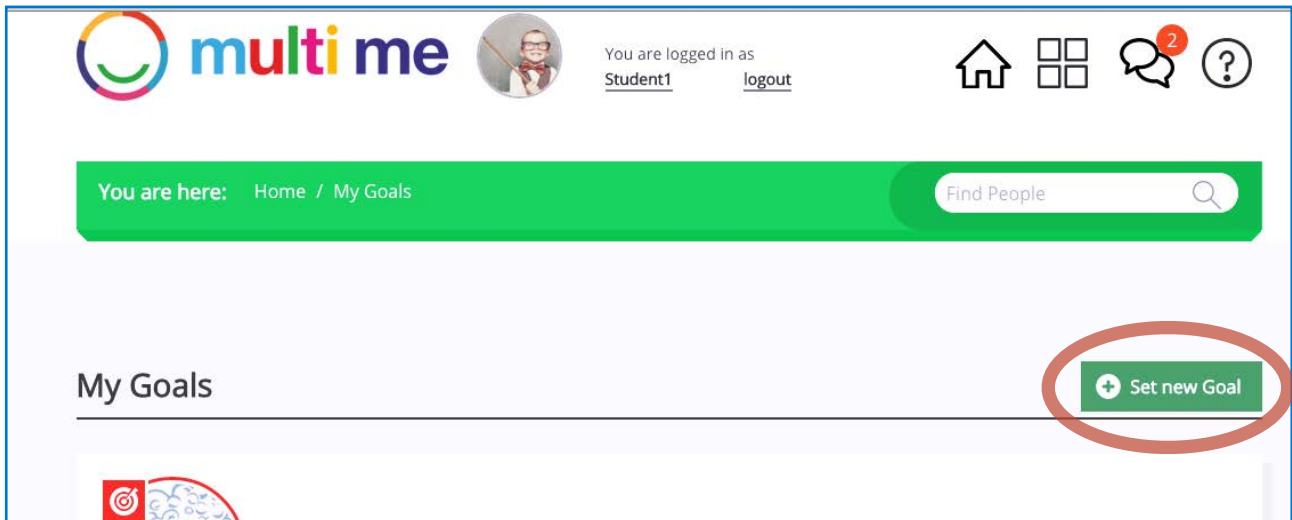 multi me
You are logged in as
Student1 logout
2
?
You are here: Home / My Goals
Find People
My Goals
+ Set new Goal